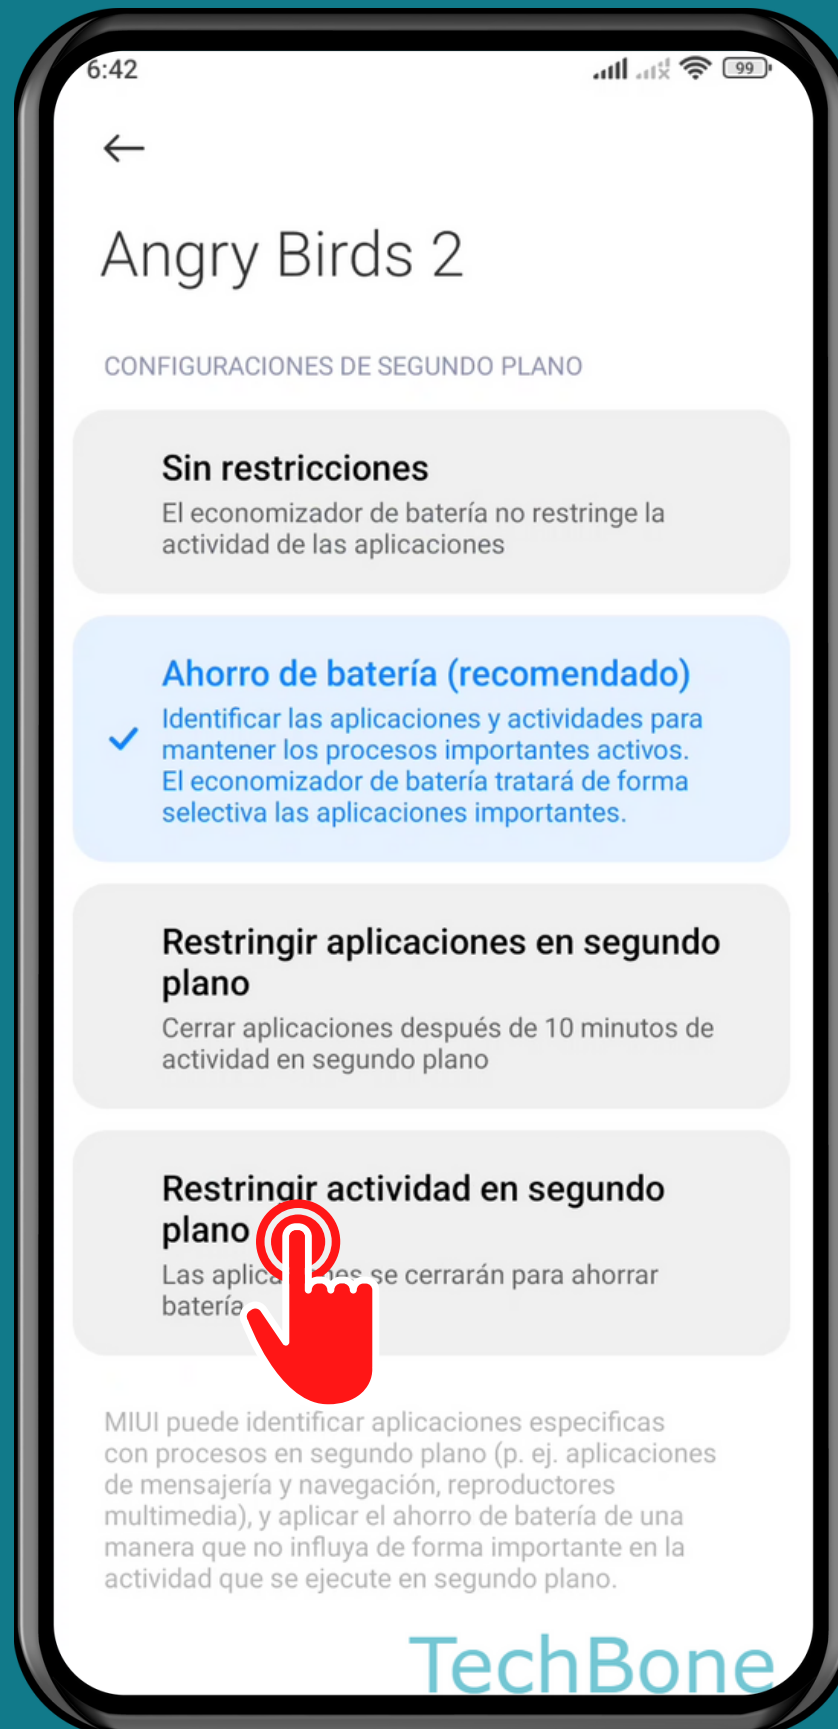 6:42
99
Angry Birds 2
CONFIGURACIONES DE SEGUNDO PLANO
Sin restricciones
El economizador de batería no restringe la
actividad de las aplicaciones
Ahorro de batería (recomendado)
Identificar las aplicaciones y actividades para
mantener los procesos importantes activos.
El economizador de batería tratará de forma
selectiva las aplicaciones importantes.
Restringir aplicaciones en segundo
plano
Cerrar aplicaciones después de 10 minutos de
actividad en segundo plano
Restringir actividad en segundo
plano
Las aplicaciones se cerrarán para ahorrar
batería
MIUI puede identificar aplicaciones especificas
con procesos en segundo plano (p. ej. aplicaciones
de mensajería y navegación, reproductores
multimedia), y aplicar el ahorro de batería de una
manera que no influya de forma importante en la
actividad que se ejecute en segundo plano.
TechBone